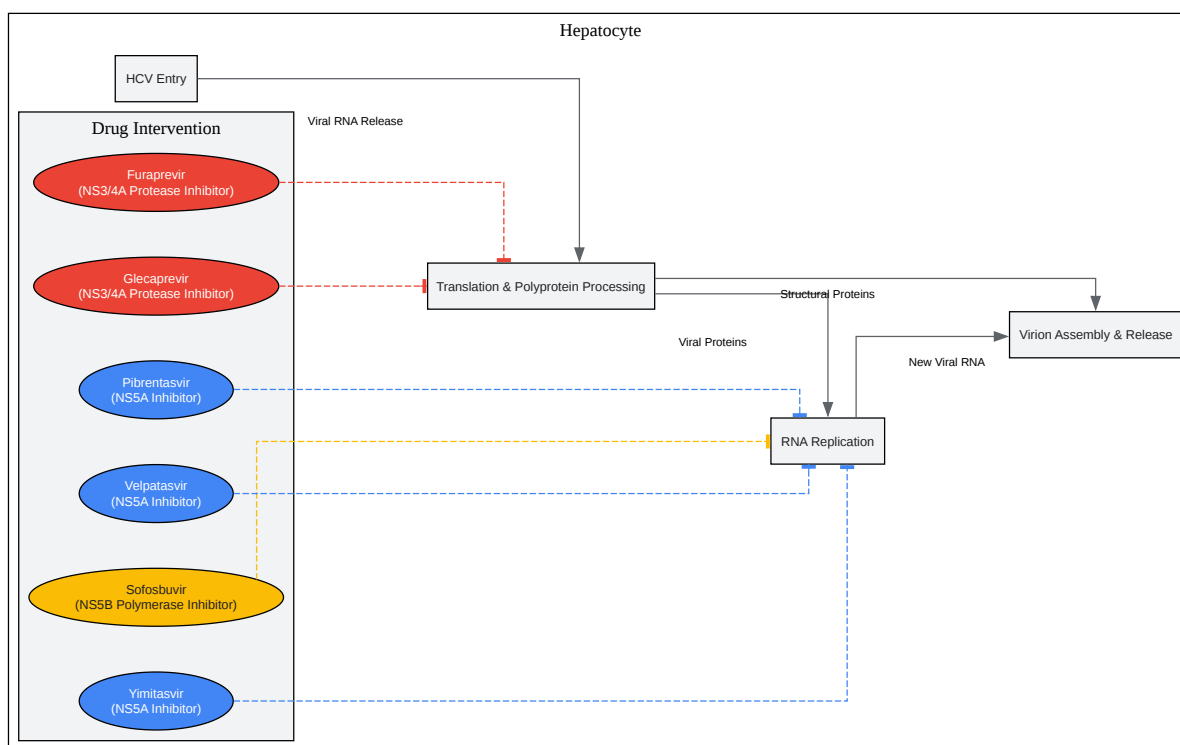 Hepatocyte
HCV Entry
Viral RNA Release
Drug Intervention
Furaprevir
(NS3/4A Protease Inhibitor)
Glecaprevir
(NS3/4A Protease Inhibitor)
Translation & Polyprotein Processing
Structural Proteins
Virion Assembly & Release
Viral Proteins
New Viral RNA
Pibrentasvir
(NS5A Inhibitor)
RNA Replication
Velpatasvir
(NS5A Inhibitor)
Sofosbuvir
(NS5B Polymerase Inhibitor)
Yimitasvir
(NS5A Inhibitor)